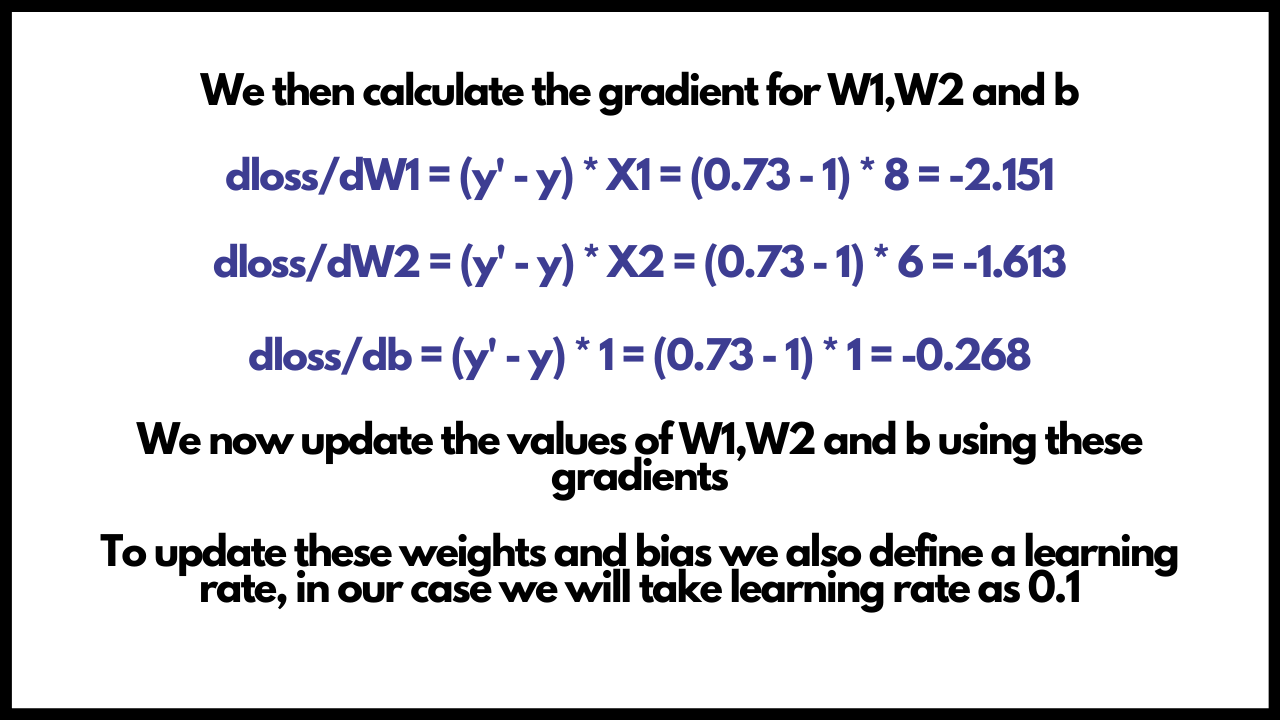 We then calculate the gradient for W1,W2 and b
dloss/dW1 = (y' - y) * X1 = (0.73 - 1) * 8 = -2.151
dloss/dW2 = (y' - y) * X2 = (0.73 - 1) * 6 = -1.613
dloss/db = (y' - y) * 1 = (0.73 - 1) * 1 = -0.268
We now update the values of W1,W2 and b using these
gradients
To update these weights and bias we also define a learning
rate, in our case we will take learning rate as 0.1